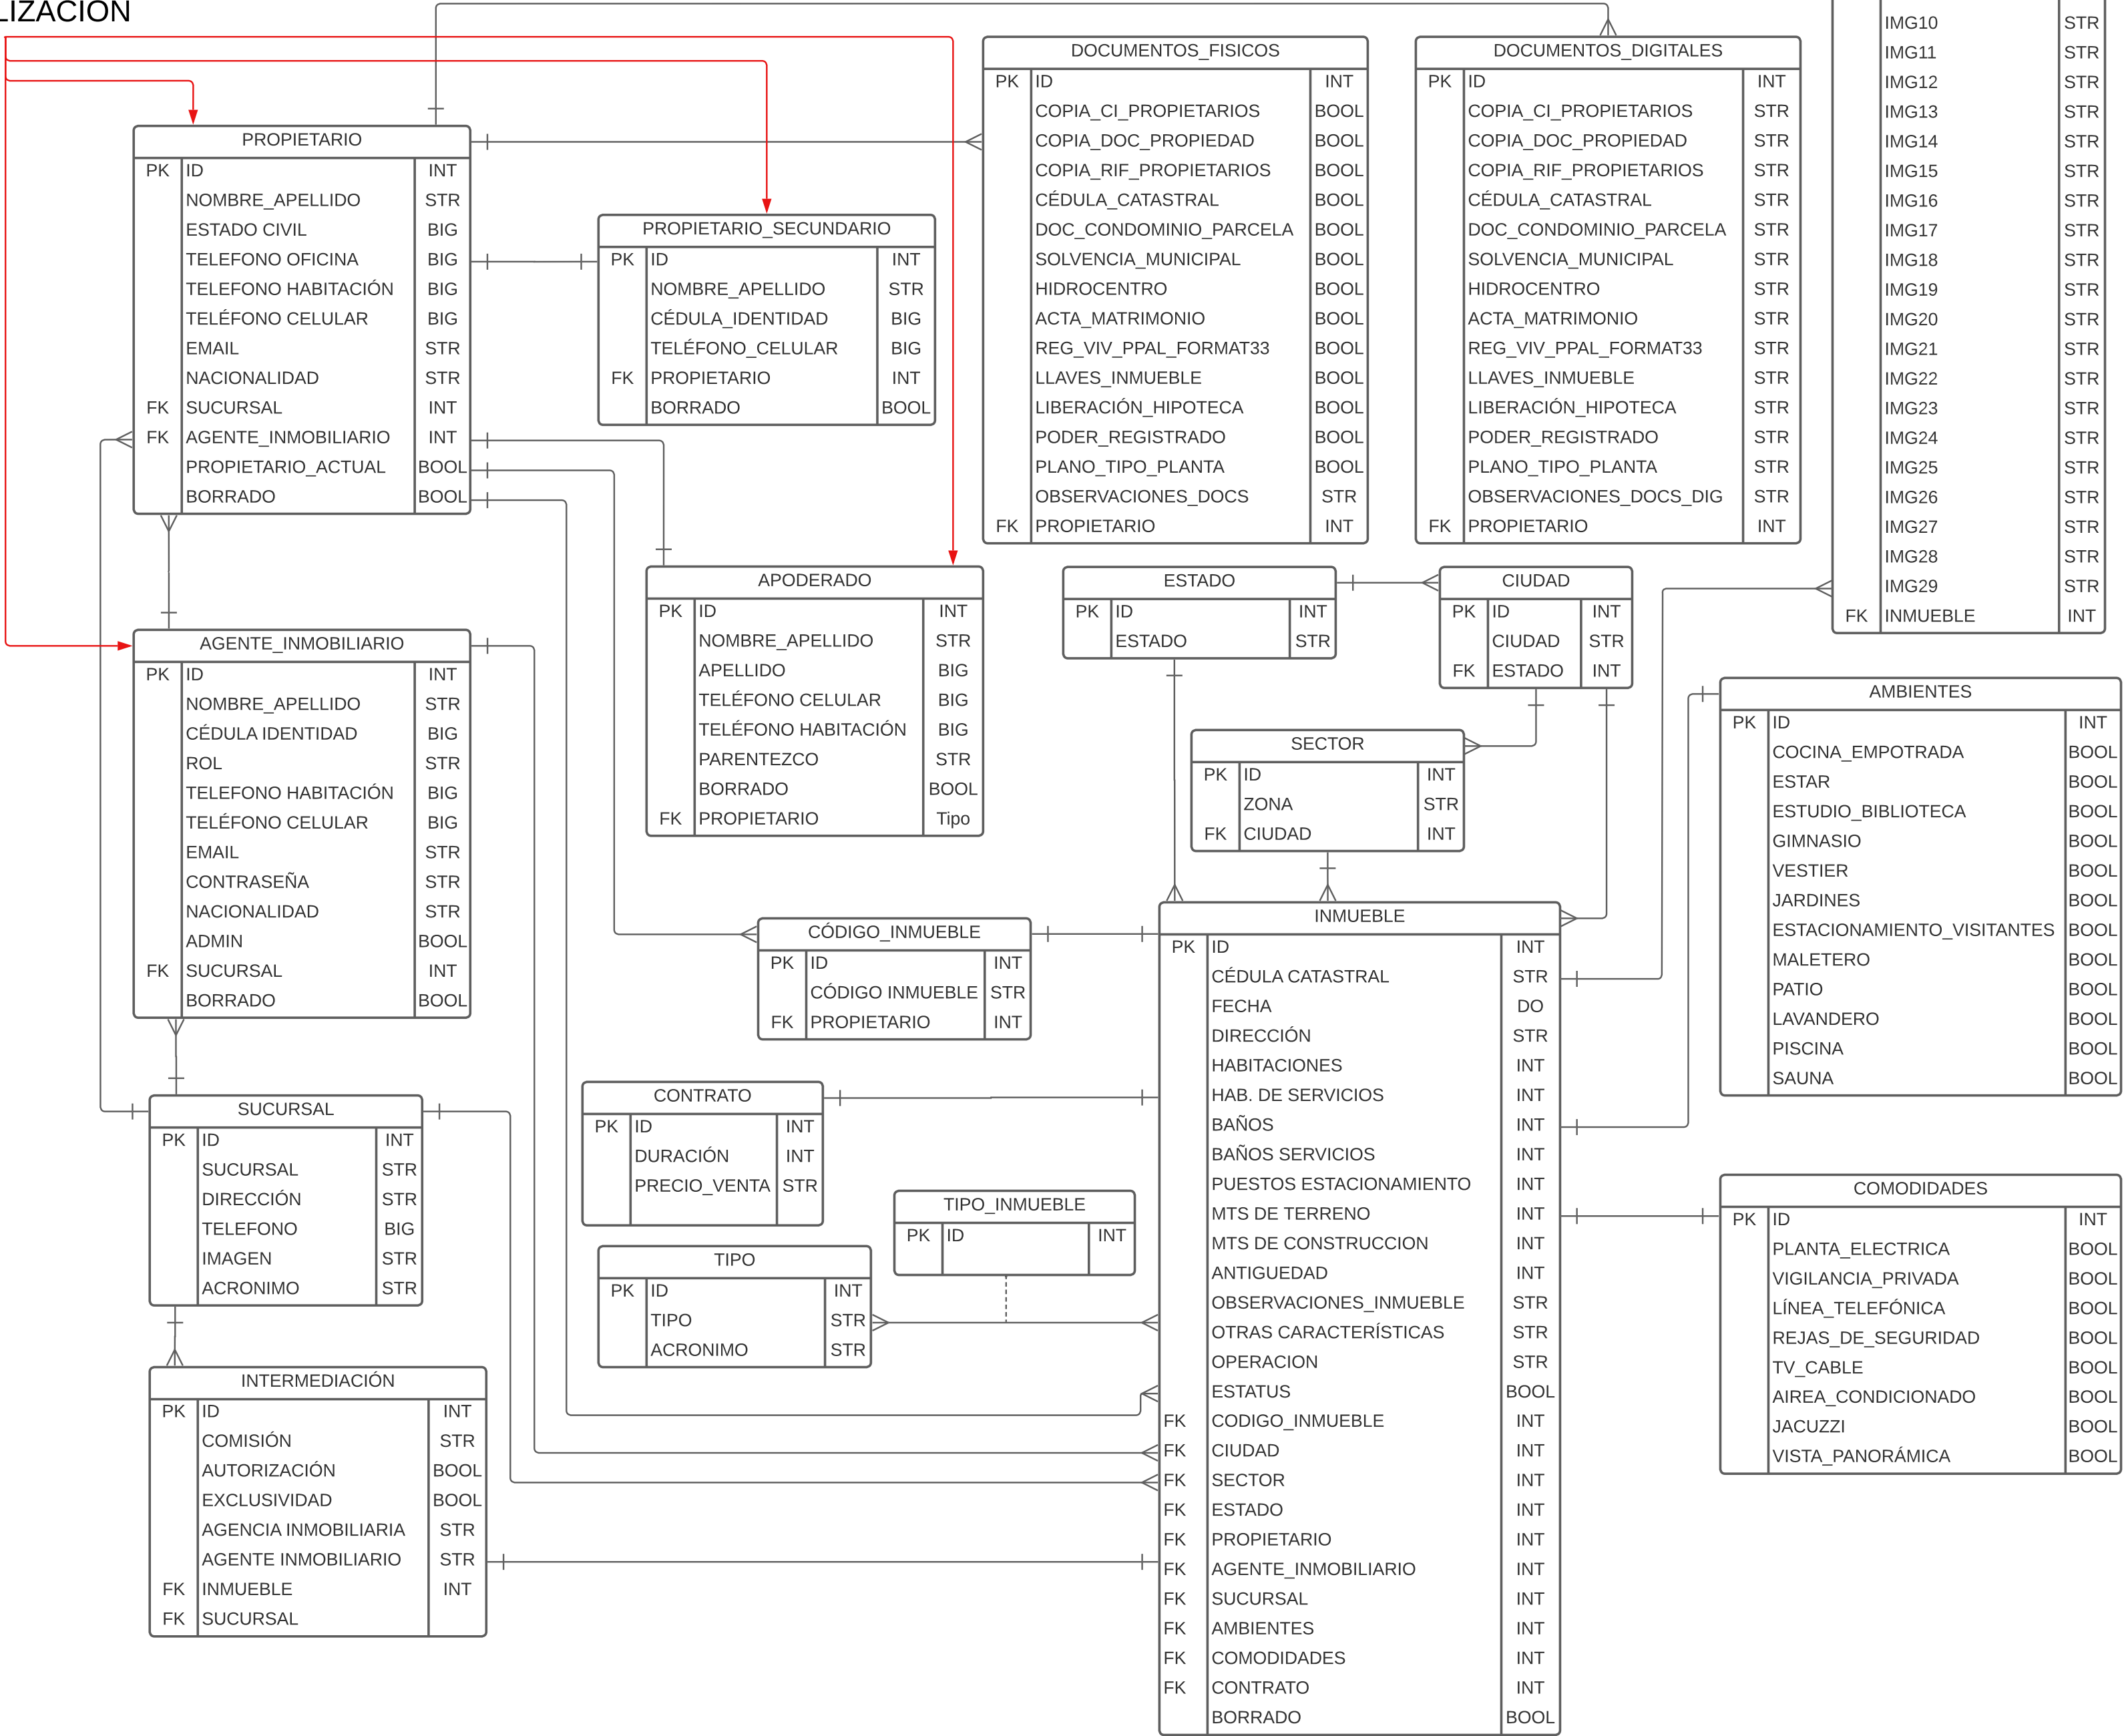 LIZACIÓN
PROPIETARIO
PK ID INT
NOMBRE_APELLIDO STR
ESTADO CIVIL BIG
TELEFONO OFICINA BIG
TELEFONO HABITACIÓN BIG
TELÉFONO CELULAR BIG
EMAIL STR
NACIONALIDAD STR
FK SUCURSAL INT
FK AGENTE_INMOBILIARIO INT
PROPIETARIO_ACTUAL BOOL
BORRADO BOOL
PROPIETARIO_SECUNDARIO
PK ID INT
NOMBRE_APELLIDO STR
CÉDULA_IDENTIDAD BIG
TELÉFONO_CELULAR BIG
FK PROPIETARIO INT
BORRADO BOOL
DOCUMENTOS_FISICOS
PK ID INT
COPIA_CI_PROPIETARIOS BOOL
COPIA_DOC_PROPIEDAD BOOL
COPIA_RIF_PROPIETARIOS BOOL
CÉDULA_CATASTRAL BOOL
DOC_CONDOMINIO_PARCELA BOOL
SOLVENCIA_MUNICIPAL BOOL
HIDROCENTRO BOOL
ACTA_MATRIMONIO BOOL
REG_VIV_PPAL_FORMAT33 BOOL
LLAVES_INMUEBLE BOOL
LIBERACIÓN_HIPOTECA BOOL
PODER_REGISTRADO BOOL
PLANO_TIPO_PLANTA BOOL
OBSERVACIONES_DOCS STR
FK PROPIETARIO INT
DOCUMENTOS_DIGITALES
PK ID INT
COPIA_CI_PROPIETARIOS STR
COPIA_DOC_PROPIEDAD STR
COPIA_RIF_PROPIETARIOS STR
CÉDULA_CATASTRAL STR
DOC_CONDOMINIO_PARCELA STR
SOLVENCIA_MUNICIPAL STR
HIDROCENTRO STR
ACTA_MATRIMONIO STR
REG_VIV_PPAL_FORMAT33 STR
LLAVES_INMUEBLE STR
LIBERACIÓN_HIPOTECA STR
PODER_REGISTRADO STR
PLANO_TIPO_PLANTA STR
OBSERVACIONES_DOCS_DIG STR
FK PROPIETARIO INT
IMG10 STR
IMG11 STR
IMG12 STR
IMG13 STR
IMG14 STR
IMG15 STR
IMG16 STR
IMG17 STR
IMG18 STR
IMG19 STR
IMG20 STR
IMG21 STR
IMG22 STR
IMG23 STR
IMG24 STR
IMG25 STR
IMG26 STR
IMG27 STR
IMG28 STR
IMG29 STR
FK INMUEBLE INT
AGENTE_INMOBILIARIO
PK ID INT
NOMBRE_APELLIDO STR
CÉDULA IDENTIDAD BIG
ROL STR
TELEFONO HABITACIÓN BIG
TELÉFONO CELULAR BIG
EMAIL STR
CONTRASEÑA STR
NACIONALIDAD STR
ADMIN BOOL
FK SUCURSAL INT
BORRADO BOOL
APODERADO
PK ID INT
NOMBRE_APELLIDO STR
APELLIDO BIG
TELÉFONO CELULAR BIG
TELÉFONO HABITACIÓN BIG
PARENTEZCO STR
BORRADO BOOL
FK PROPIETARIO Tipo
ESTADO
PK ID INT
ESTADO STR
CIUDAD
PK ID INT
CIUDAD STR
FK ESTADO INT
SECTOR
PK ID INT
ZONA STR
FK CIUDAD INT
AMBIENTES
PK ID INT
COCINA_EMPOTRADA BOOL
ESTAR BOOL
ESTUDIO_BIBLIOTECA BOOL
GIMNASIO BOOL
VESTIER BOOL
JARDINES BOOL
ESTACIONAMIENTO_VISITANTES BOOL
MALETERO BOOL
PATIO BOOL
LAVANDERO BOOL
PISCINA BOOL
SAUNA BOOL
CÓDIGO_INMUEBLE
PK ID INT
CÓDIGO INMUEBLE STR
FK PROPIETARIO INT
INMUEBLE
PK ID INT
CÉDULA CATASTRAL STR
FECHA DO
DIRECCIÓN STR
HABITACIONES INT
HAB. DE SERVICIOS INT
BAÑOS INT
BAÑOS SERVICIOS INT
PUESTOS ESTACIONAMIENTO INT
MTS DE TERRENO INT
MTS DE CONSTRUCCION INT
ANTIGUEDAD INT
OBSERVACIONES_INMUEBLE STR
OTRAS CARACTERÍSTICAS STR
OPERACION STR
ESTATUS BOOL
FK CODIGO_INMUEBLE INT
FK CIUDAD INT
FK SECTOR INT
FK ESTADO INT
FK PROPIETARIO INT
FK AGENTE_INMOBILIARIO INT
FK SUCURSAL INT
FK AMBIENTES INT
FK COMODIDADES INT
FK CONTRATO INT
BORRADO BOOL
SUCURSAL
PK ID INT
SUCURSAL STR
DIRECCIÓN STR
TELEFONO BIG
IMAGEN STR
ACRONIMO STR
CONTRATO
PK ID INT
DURACIÓN INT
PRECIO_VENTA STR
TIPO_INMUEBLE
PK ID INT
TIPO
PK ID INT
TIPO STR
ACRONIMO STR
COMODIDADES
PK ID INT
PLANTA_ELECTRICA BOOL
VIGILANCIA_PRIVADA BOOL
LÍNEA_TELEFÓNICA BOOL
REJAS_DE_SEGURIDAD BOOL
TV_CABLE BOOL
AIREA_CONDICIONADO BOOL
JACUZZI BOOL
VISTA_PANORÁMICA BOOL
INTERMEDIACIÓN
PK ID INT
COMISIÓN STR
AUTORIZACIÓN BOOL
EXCLUSIVIDAD BOOL
AGENCIA INMOBILIARIA STR
AGENTE INMOBILIARIO STR
FK INMUEBLE INT
FK SUCURSAL